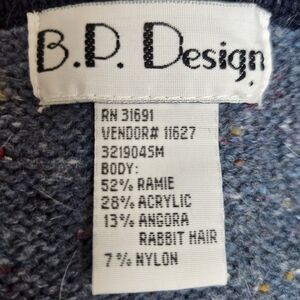 B.P. Design
RN 31691
VENDOR# 11627
3219045M
BODY:
52% RAMIE
28% ACRYLIC
13% ANGORA
RABBIT HAIR
7% NYLON